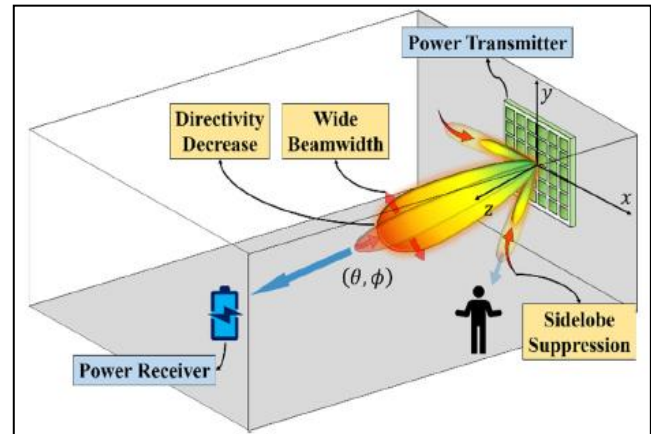 Power Transmitter
y
Directivity
Decrease
Wide
Beamwidth
x
z
(θ, ϕ)
Sidelobe
Suppression
Power Receiver